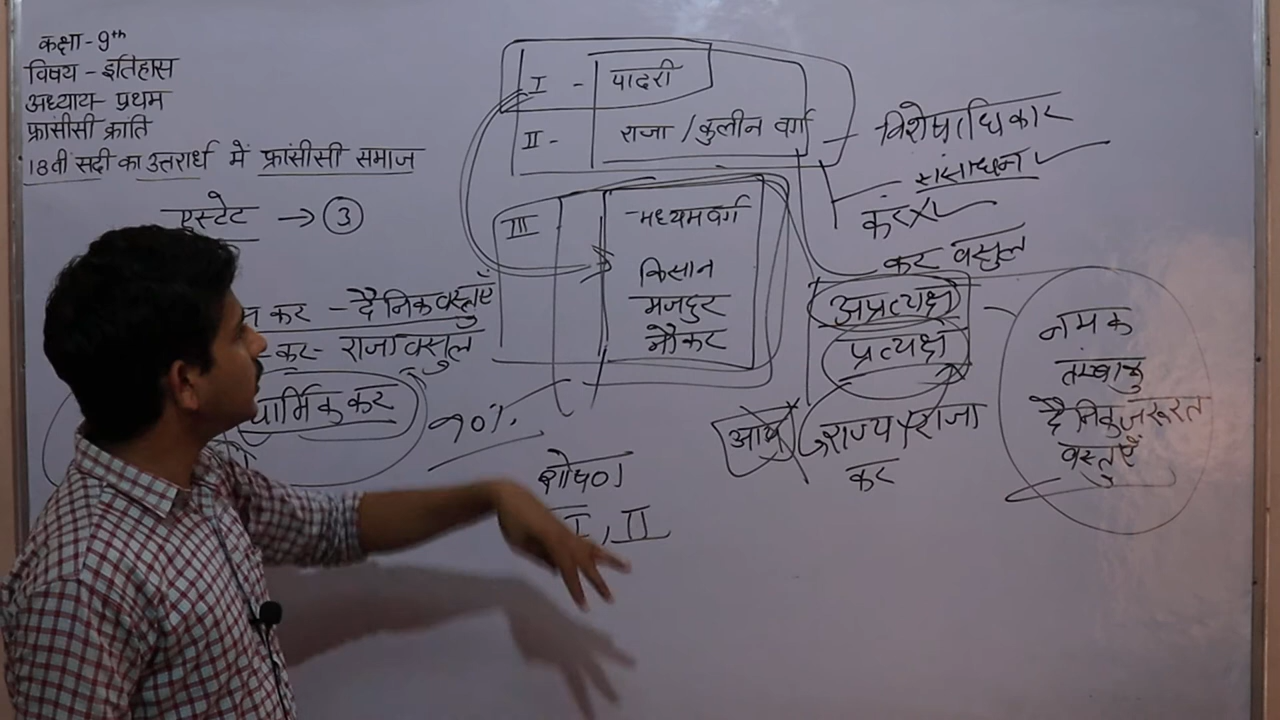 कक्षा-9th
विषय - इतिहास
अध्याय- प्रथम
फ्रांसीसी क्रांति
18वी सदी का उत्तरार्ध में फ्रांसीसी समाज
एस्टेट → 3
कर - दैनिक वस्तुएँ
कर- राजा वसुल
धार्मिक कर
I - पादरी
II - राजा / कुलीन वर्ग
III - मध्यमवर्ग
किसान
मजदुर
नौकर
90%
शोषण
I, II
विशेषाधिकार
संसाधन
कर X
कर वसुल
अप्रत्यक्ष
प्रत्यक्ष
राज्य / राजा
कर
नमक
तम्बाकु
दैनिक जरूरत
वस्तुएँ